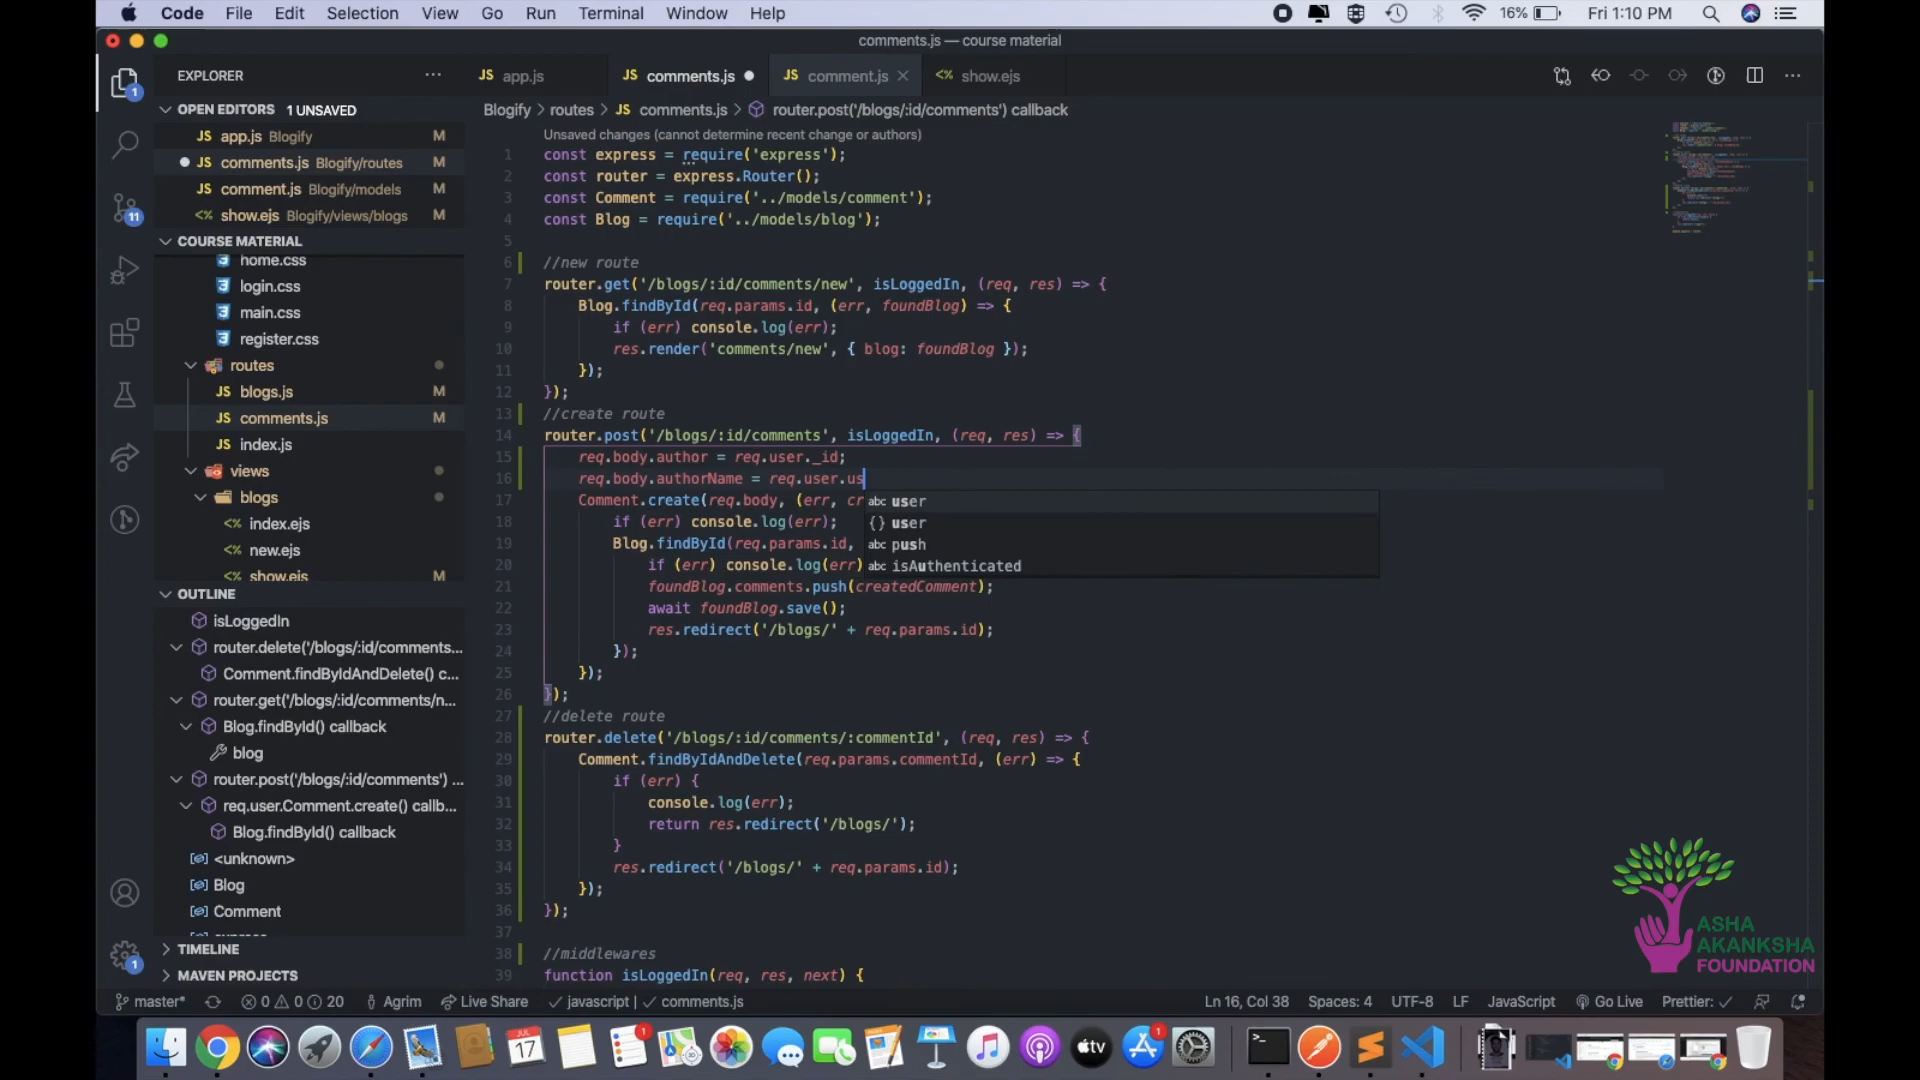 Code File Edit Selection View Go Run Terminal Window Help 16% Fri 1:10 PM
comments.js — course material
EXPLORER
app.js comments.js comment.js show.ejs
OPEN EDITORS 1 UNSAVED
app.js Blogify M
comments.js Blogify/routes M
comment.js Blogify/models M
show.ejs Blogify/views/blogs M
COURSE MATERIAL
home.css
login.css
main.css
register.css
routes
blogs.js M
comments.js M
index.js
views
blogs
index.ejs
new.ejs
show.ejs M
OUTLINE
isLoggedIn
router.delete('/blogs/:id/comments...
Comment.findByIdAndDelete() c...
router.get('/blogs/:id/comments/n...
Blog.findById() callback
blog
router.post('/blogs/:id/comments') ...
req.user.Comment.create() callb...
Blog.findById() callback
<unknown>
Blog
Comment
express
TIMELINE
MAVEN PROJECTS
Blogify > routes > JS comments.js > router.post('/blogs/:id/comments') callback
Unsaved changes (cannot determine recent change or authors)
1 const express = require('express');
2 const router = express.Router();
3 const Comment = require('../models/comment');
4 const Blog = require('../models/blog');
5
6 //new route
7 router.get('/blogs/:id/comments/new', isLoggedIn, (req, res) => {
8 Blog.findById(req.params.id, (err, foundBlog) => {
9 if (err) console.log(err);
10 res.render('comments/new', { blog: foundBlog });
11 });
12 });
13 //create route
14 router.post('/blogs/:id/comments', isLoggedIn, (req, res) => {
15 req.body.author = req.user._id;
16 req.body.authorName = req.user.us
17 Comment.create(req.body, (err, cr
abc user
18 if (err) console.log(err);
{} user
19 Blog.findById(req.params.id,
abc push
20 if (err) console.log(err)
abc isAuthenticated
21 foundBlog.comments.push(createdComment);
22 await foundBlog.save();
23 res.redirect('/blogs/' + req.params.id);
24 });
25 });
26 });
27 //delete route
28 router.delete('/blogs/:id/comments/:commentId', (req, res) => {
29 Comment.findByIdAndDelete(req.params.commentId, (err) => {
30 if (err) {
31 console.log(err);
32 return res.redirect('/blogs/');
33 }
34 res.redirect('/blogs/' + req.params.id);
35 });
36 });
37
38 //middlewares
39 function isLoggedIn(req, res, next) {
ASHA
AKANKSHA
FOUNDATION
master* 0 0 20 Agrim Live Share javascript | comments.js Ln 16, Col 38 Spaces: 4 UTF-8 LF JavaScript Go Live Prettier:
JUL
17
tv